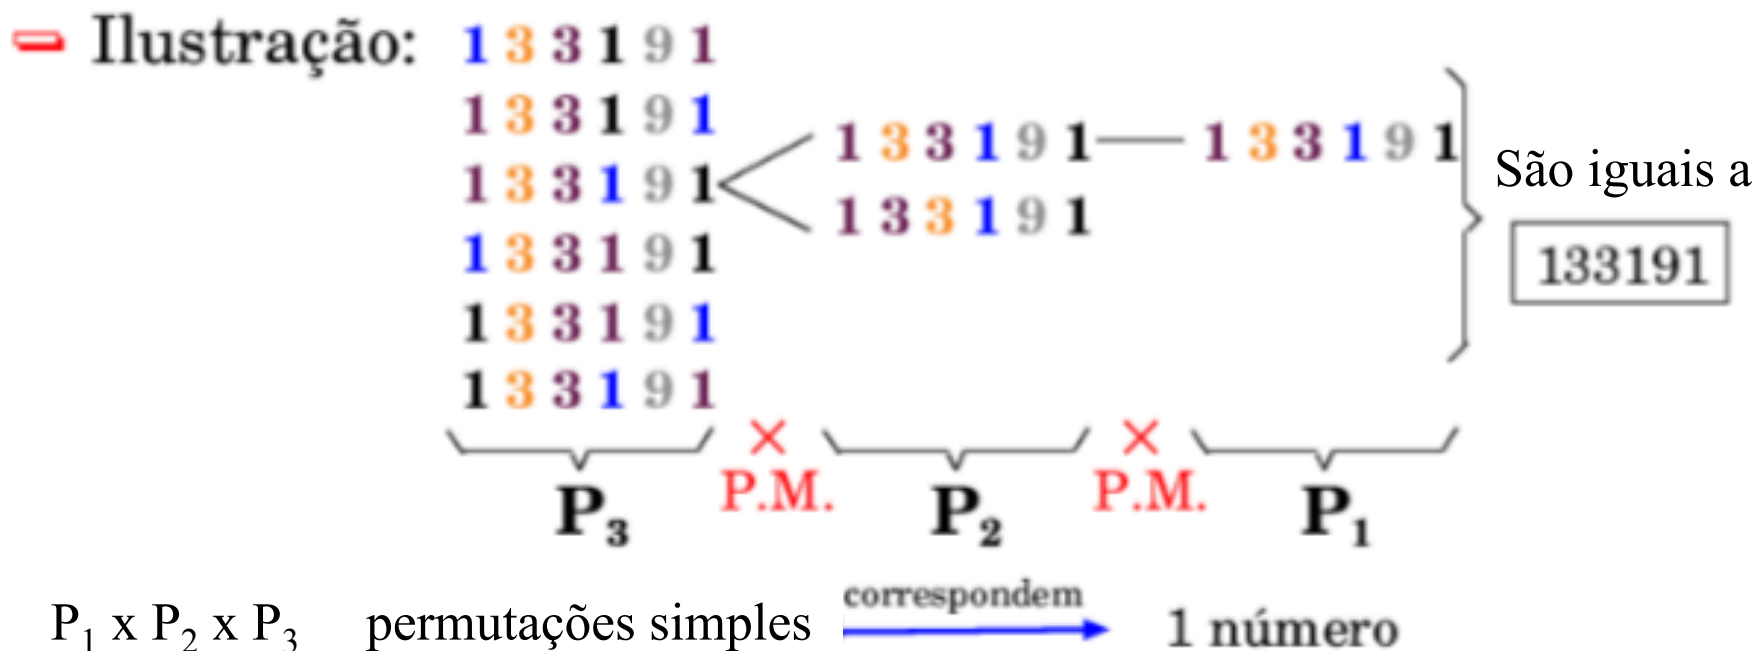 Ilustração: 1 3 3 1 9 1
1 3 3 1 9 1
1 3 3 1 9 1
1 3 3 1 9 1
1 3 3 1 9 1
1 3 3 1 9 1
1 3 3 1 9 1
1 3 3 1 9 1
1 3 3 1 9 1
São iguais a
133191
P3 × P.M. P2 × P.M. P1
P1 x P2 x P3 permutações simples correspondem 1 número